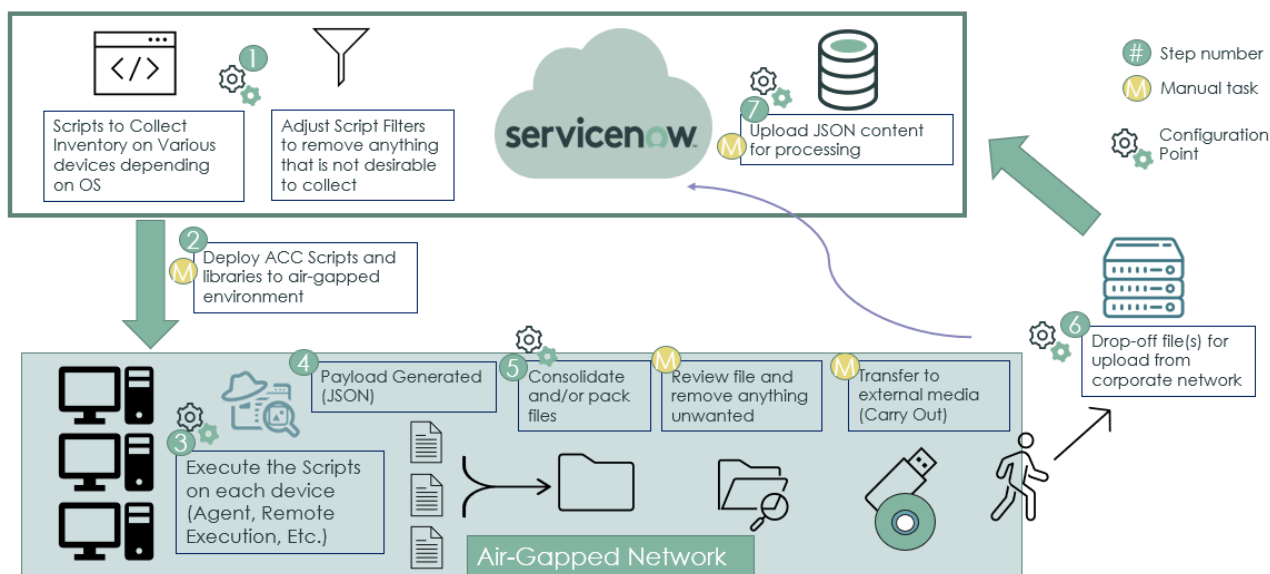 1
Scripts to Collect
Inventory on Various
devices depending
on OS
Adjust Script Filters
to remove anything
that is not desirable
to collect
servicenow
7
M
Upload JSON content
for processing
# Step number
M Manual task
Configuration
Point
2
M
Deploy ACC Scripts and
libraries to air-gapped
environment
3
Execute the Scripts
on each device
(Agent, Remote
Execution, Etc.)
4
Payload Generated
(JSON)
5
Consolidate
and/or pack
files
M
Review file and
remove anything
unwanted
M
Transfer to
external media
(Carry Out)
6
Drop-off file(s) for
upload from
corporate network
Air-Gapped Network